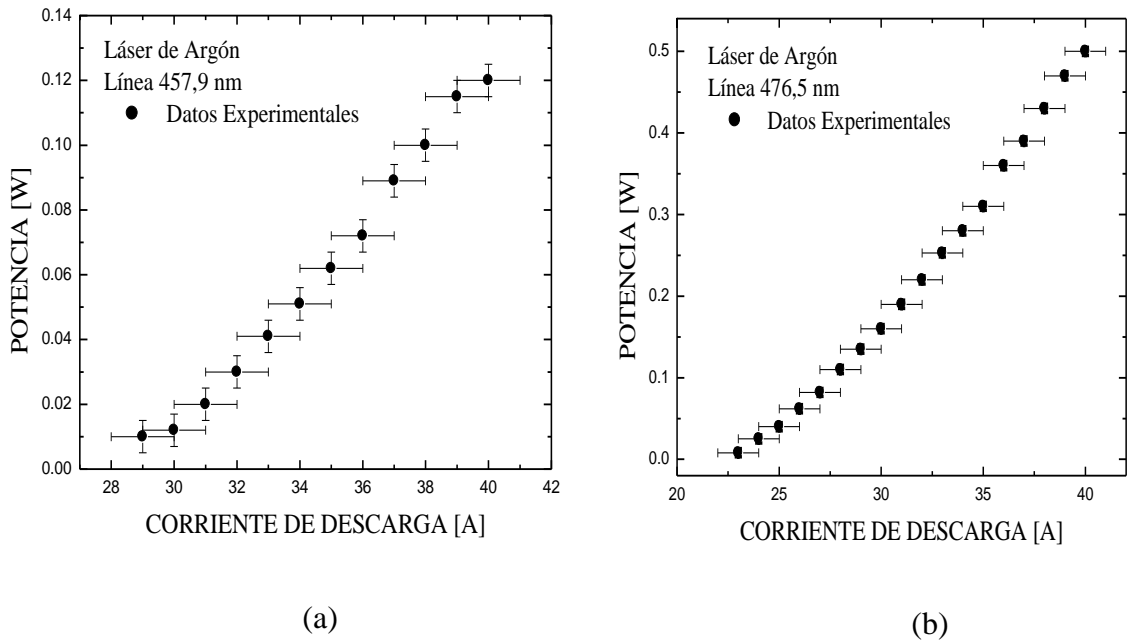 0.14
0.12
0.10
0.08
0.06
0.04
0.02
0.00
28 30 32 34 36 38 40 42
POTENCIA [W]
CORRIENTE DE DESCARGA [A]
Láser de Argón
Línea 457,9 nm
Datos Experimentales
(a)
0.5
0.4
0.3
0.2
0.1
0.0
20 25 30 35 40
POTENCIA [W]
CORRIENTE DE DESCARGA [A]
Láser de Argón
Línea 476,5 nm
Datos Experimentales
(b)